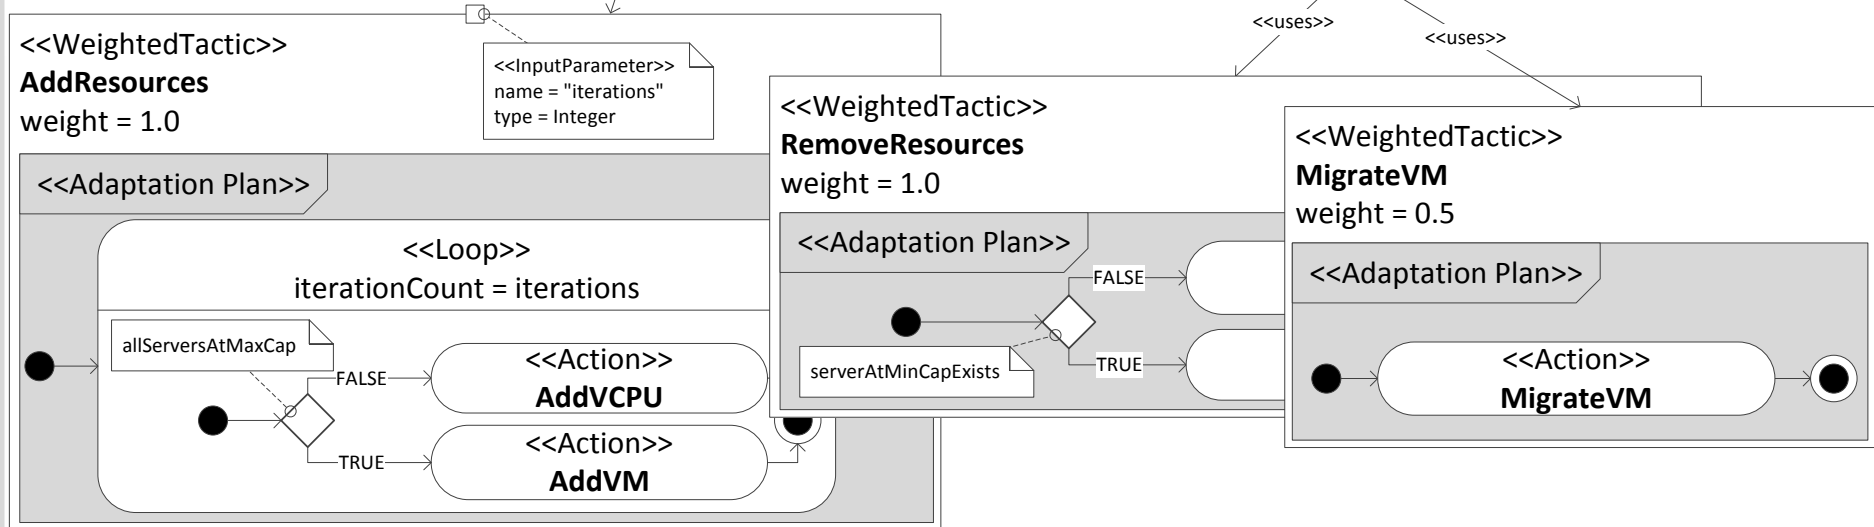 <<uses>>
<<uses>>
<<WeightedTactic>>
AddResources
weight = 1.0
<<InputParameter>>
name = "iterations"
type = Integer
<<Adaptation Plan>>
<<Loop>>
iterationCount = iterations
allServersAtMaxCap
FALSE
<<Action>>
AddVCPU
TRUE
<<Action>>
AddVM
<<WeightedTactic>>
RemoveResources
weight = 1.0
<<Adaptation Plan>>
FALSE
serverAtMinCapExists
TRUE
<<WeightedTactic>>
MigrateVM
weight = 0.5
<<Adaptation Plan>>
<<Action>>
MigrateVM